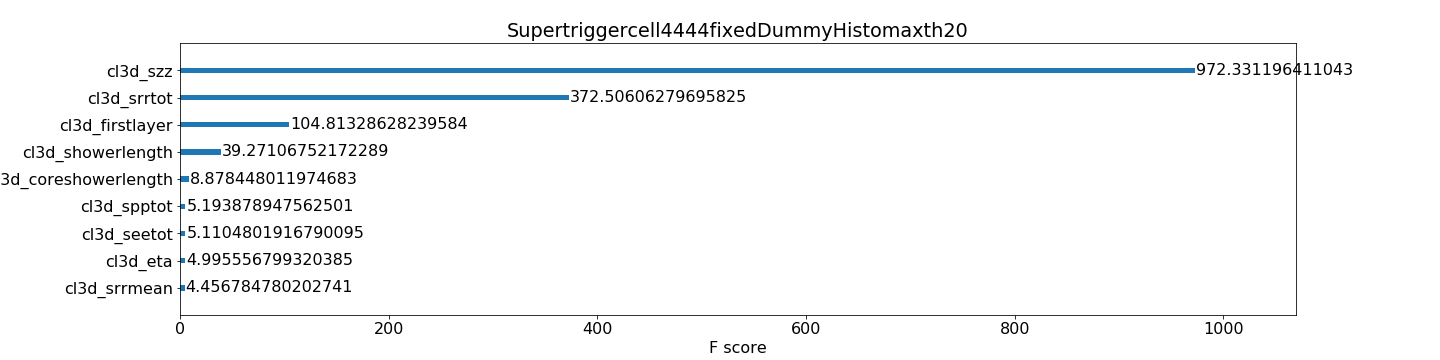 Supertriggercell4444fixedDummyHistomaxth20
cl3d_szz 972.331196411043
cl3d_srrtot 372.50606279695825
cl3d_firstlayer 104.81328628239584
cl3d_showerlength 39.27106752172289
3d_coreshowerlength 8.878448011974683
cl3d_spptot 5.193878947562501
cl3d_seetot 5.1104801916790095
cl3d_eta 4.995556799320385
cl3d_srrmean 4.456784780202741
0 200 400 600 800 1000
F score